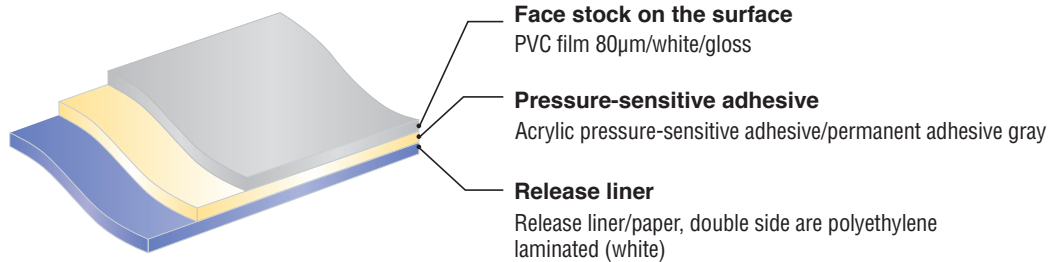 Face stock on the surface
PVC film 80μm/white/gloss
Pressure-sensitive adhesive
Acrylic pressure-sensitive adhesive/permanent adhesive gray
Release liner
Release liner/paper, double side are polyethylene
laminated (white)